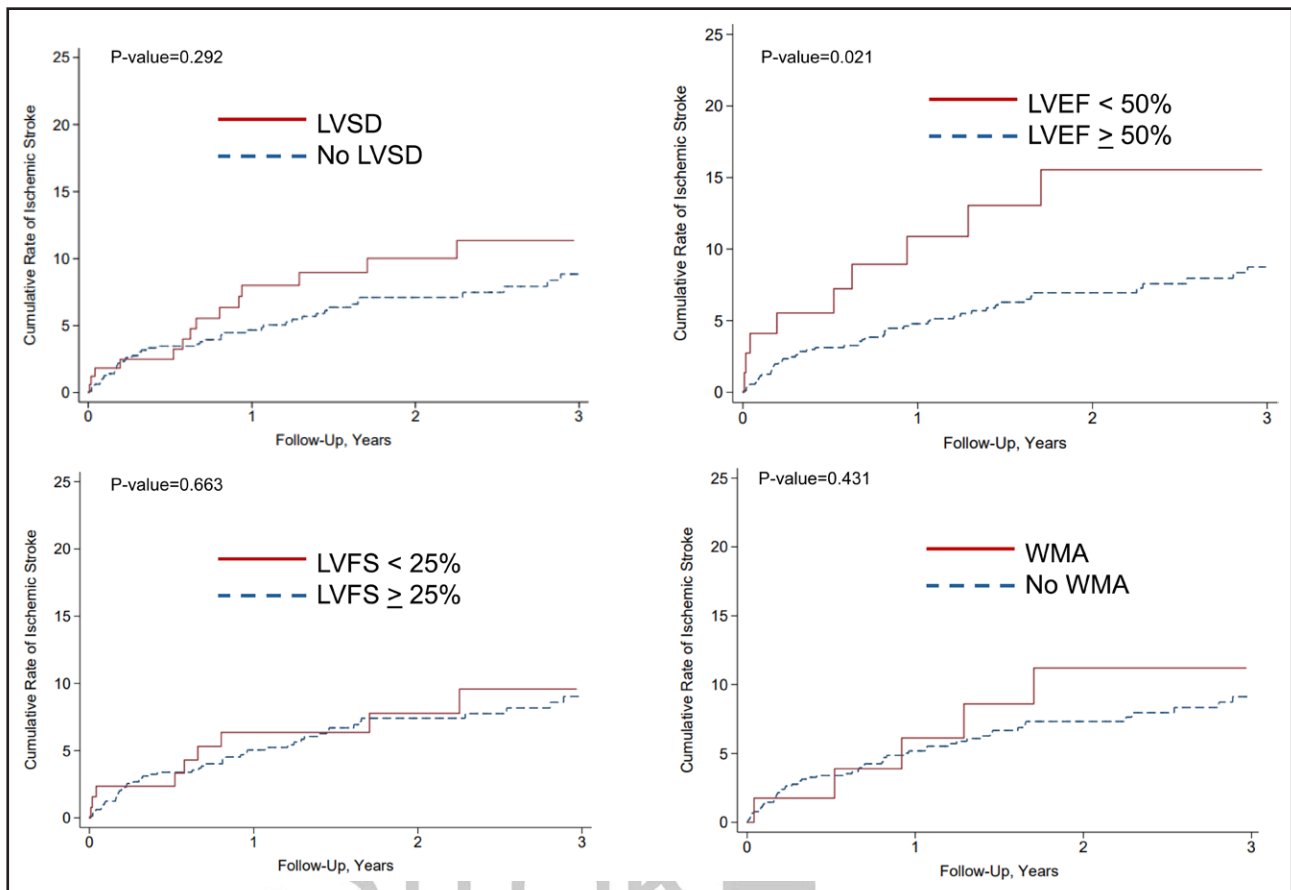 P-value=0.292
LVSD
No LVSD
Cumulative Rate of Ischemic Stroke
25
20
15
10
5
0
0 1 2 3
Follow-Up, Years
P-value=0.021
LVEF < 50%
LVEF ≥ 50%
Cumulative Rate of Ischemic Stroke
25
20
15
10
5
0
0 1 2 3
Follow-Up, Years
P-value=0.663
LVFS < 25%
LVFS ≥ 25%
Cumulative Rate of Ischemic Stroke
25
20
15
10
5
0
0 1 2 3
Follow-Up, Years
P-value=0.431
WMA
No WMA
Cumulative Rate of Ischemic Stroke
25
20
15
10
5
0
0 1 2 3
Follow-Up, Years